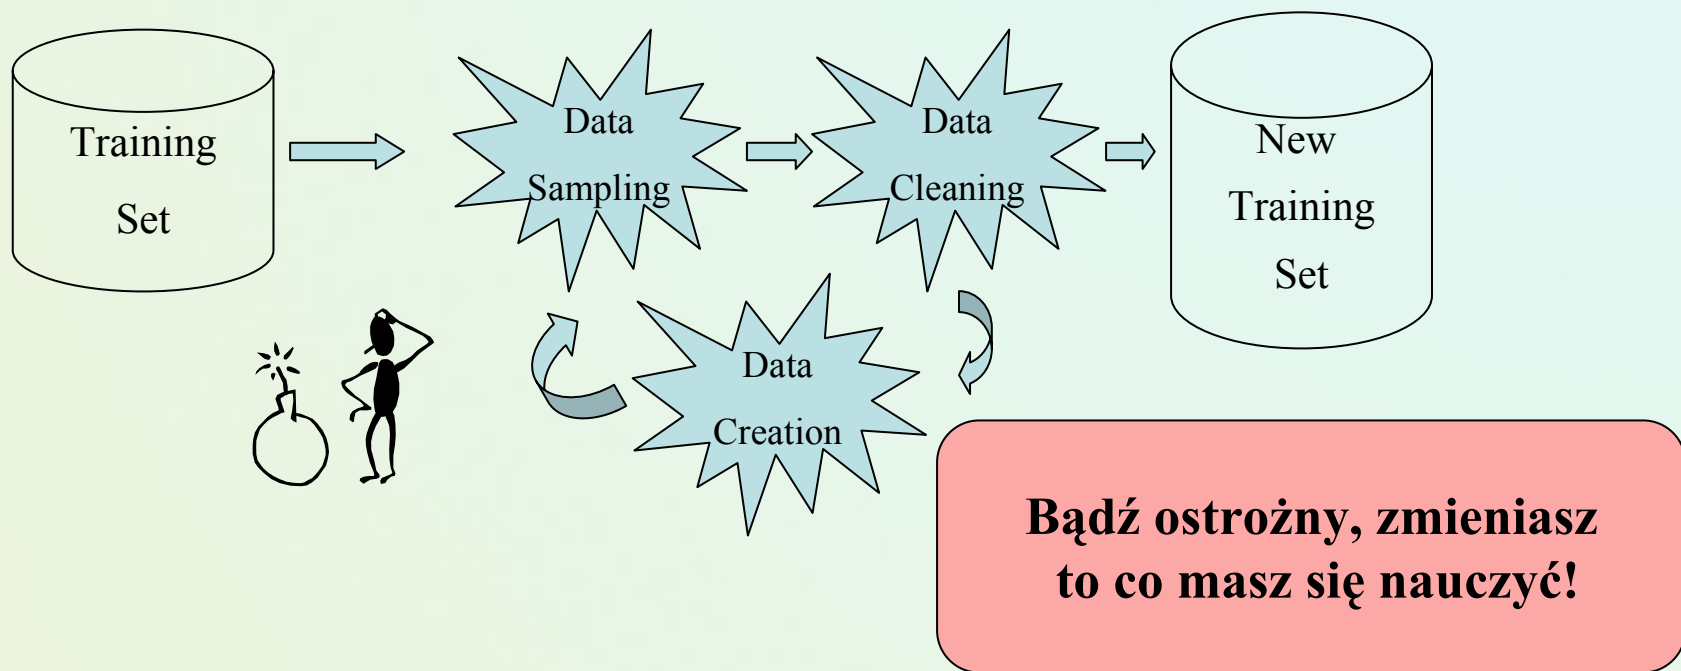 Training
Set
Data
Sampling
Data
Cleaning
New
Training
Set
Data
Creation
Bądź ostrożny, zmieniasz
to co masz się nauczyć!